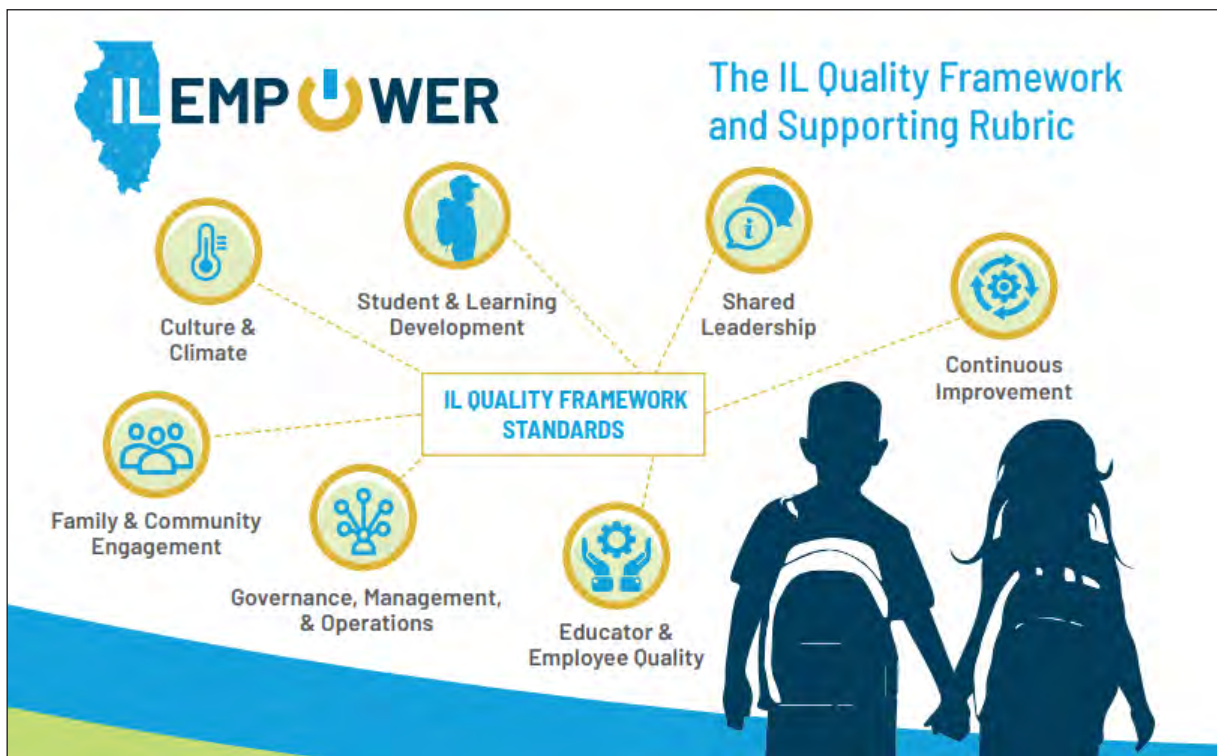 IL EMPOWER
The IL Quality Framework
and Supporting Rubric
Culture &
Climate
Student & Learning
Development
Shared
Leadership
Continuous
Improvement
IL QUALITY FRAMEWORK
STANDARDS
Family & Community
Engagement
Governance, Management,
& Operations
Educator &
Employee Quality
i